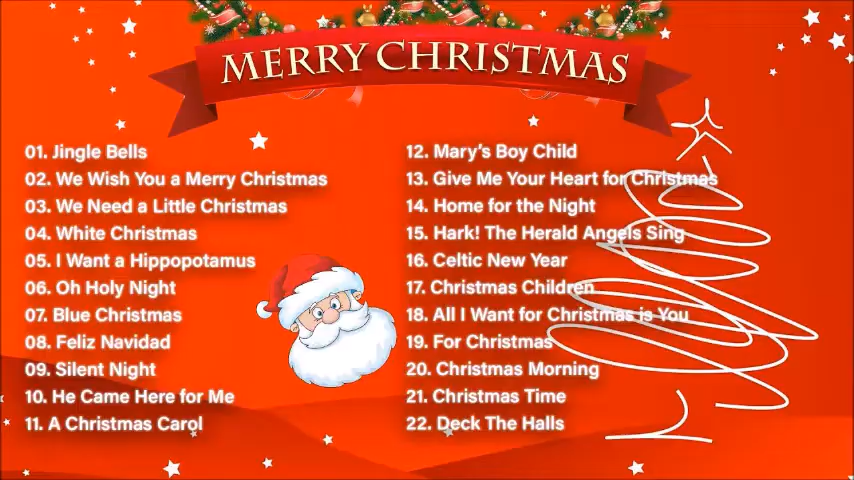 MERRY CHRISTMAS
01. Jingle Bells
02. We Wish You a Merry Christmas
03. We Need a Little Christmas
04. White Christmas
05. I Want a Hippopotamus
06. Oh Holy Night
07. Blue Christmas
08. Feliz Navidad
09. Silent Night
10. He Came Here for Me
11. A Christmas Carol
12. Mary's Boy Child
13. Give Me Your Heart for Christmas
14. Home for the Night
15. Hark! The Herald Angels Sing
16. Celtic New Year
17. Christmas Children
18. All I Want for Christmas is You
19. For Christmas
20. Christmas Morning
21. Christmas Time
22. Deck The Halls